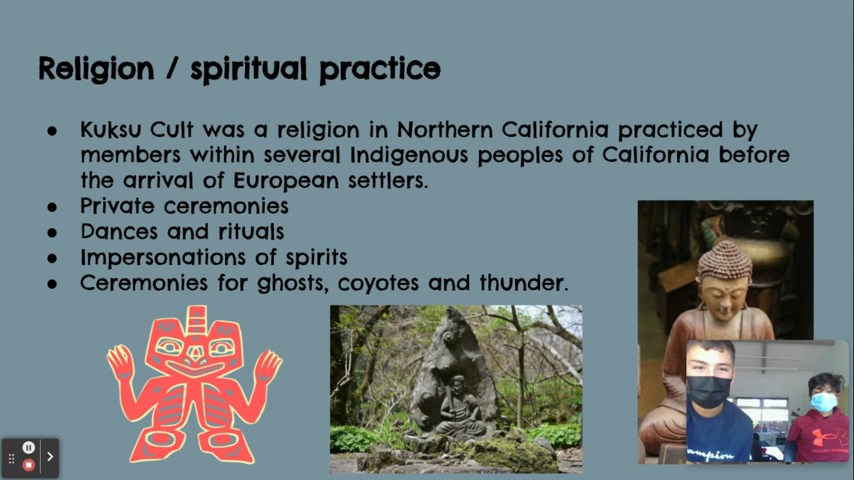 Religion / spiritual practice
● Kuksu Cult was a religion in Northern California practiced by
members within several Indigenous peoples of California before
the arrival of European settlers.
● Private ceremonies
● Dances and rituals
● Impersonations of spirits
● Ceremonies for ghosts, coyotes and thunder.
ampion